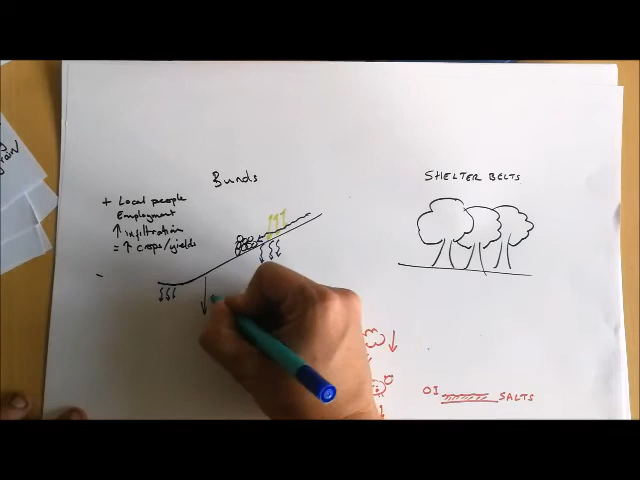 Bunds
+ Local people
Employment
↑ infiltration
= ↑ crops/yields
SHELTER BELTS
SALTS